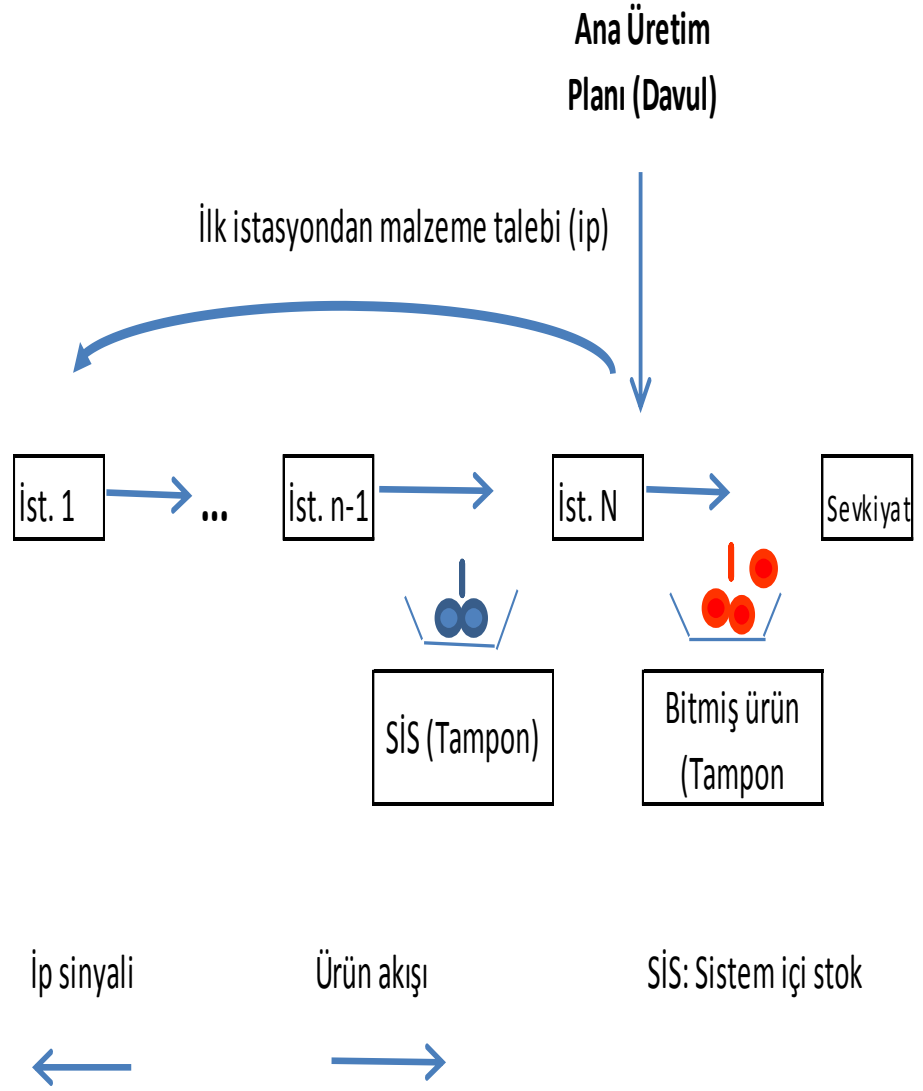 Ana Üretim
Planı (Davul)
İlk istasyondan malzeme talebi (ip)
İst. 1
...
İst. n-1
İst. N
Sevkiyat
SİS (Tampon)
Bitmiş ürün
(Tampon
İp sinyali
Ürün akışı
SİS: Sistem içi stok